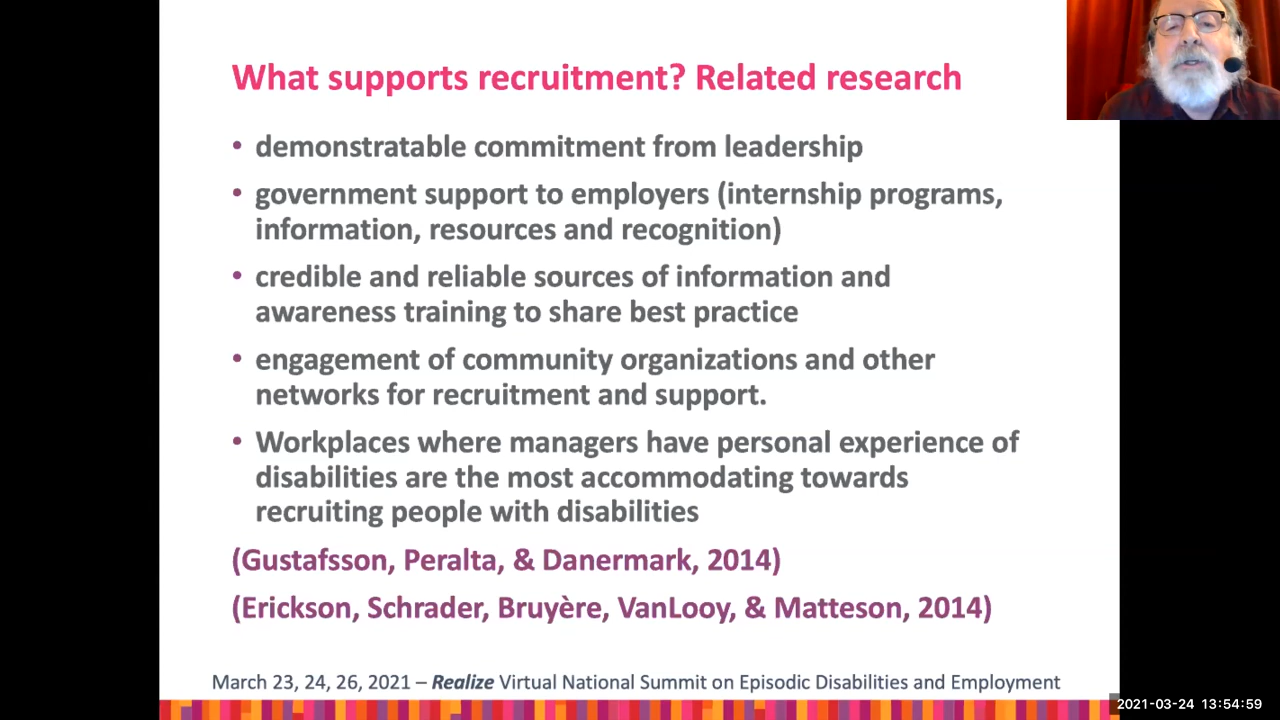 What supports recruitment? Related research
• demonstratable commitment from leadership
• government support to employers (internship programs,
information, resources and recognition)
• credible and reliable sources of information and
awareness training to share best practice
• engagement of community organizations and other
networks for recruitment and support.
• Workplaces where managers have personal experience of
disabilities are the most accommodating towards
recruiting people with disabilities
(Gustafsson, Peralta, & Danermark, 2014)
(Erickson, Schrader, Bruyère, VanLooy, & Matteson, 2014)
March 23, 24, 26, 2021 – Realize Virtual National Summit on Episodic Disabilities and Employment
2021-03-24 13:54:59